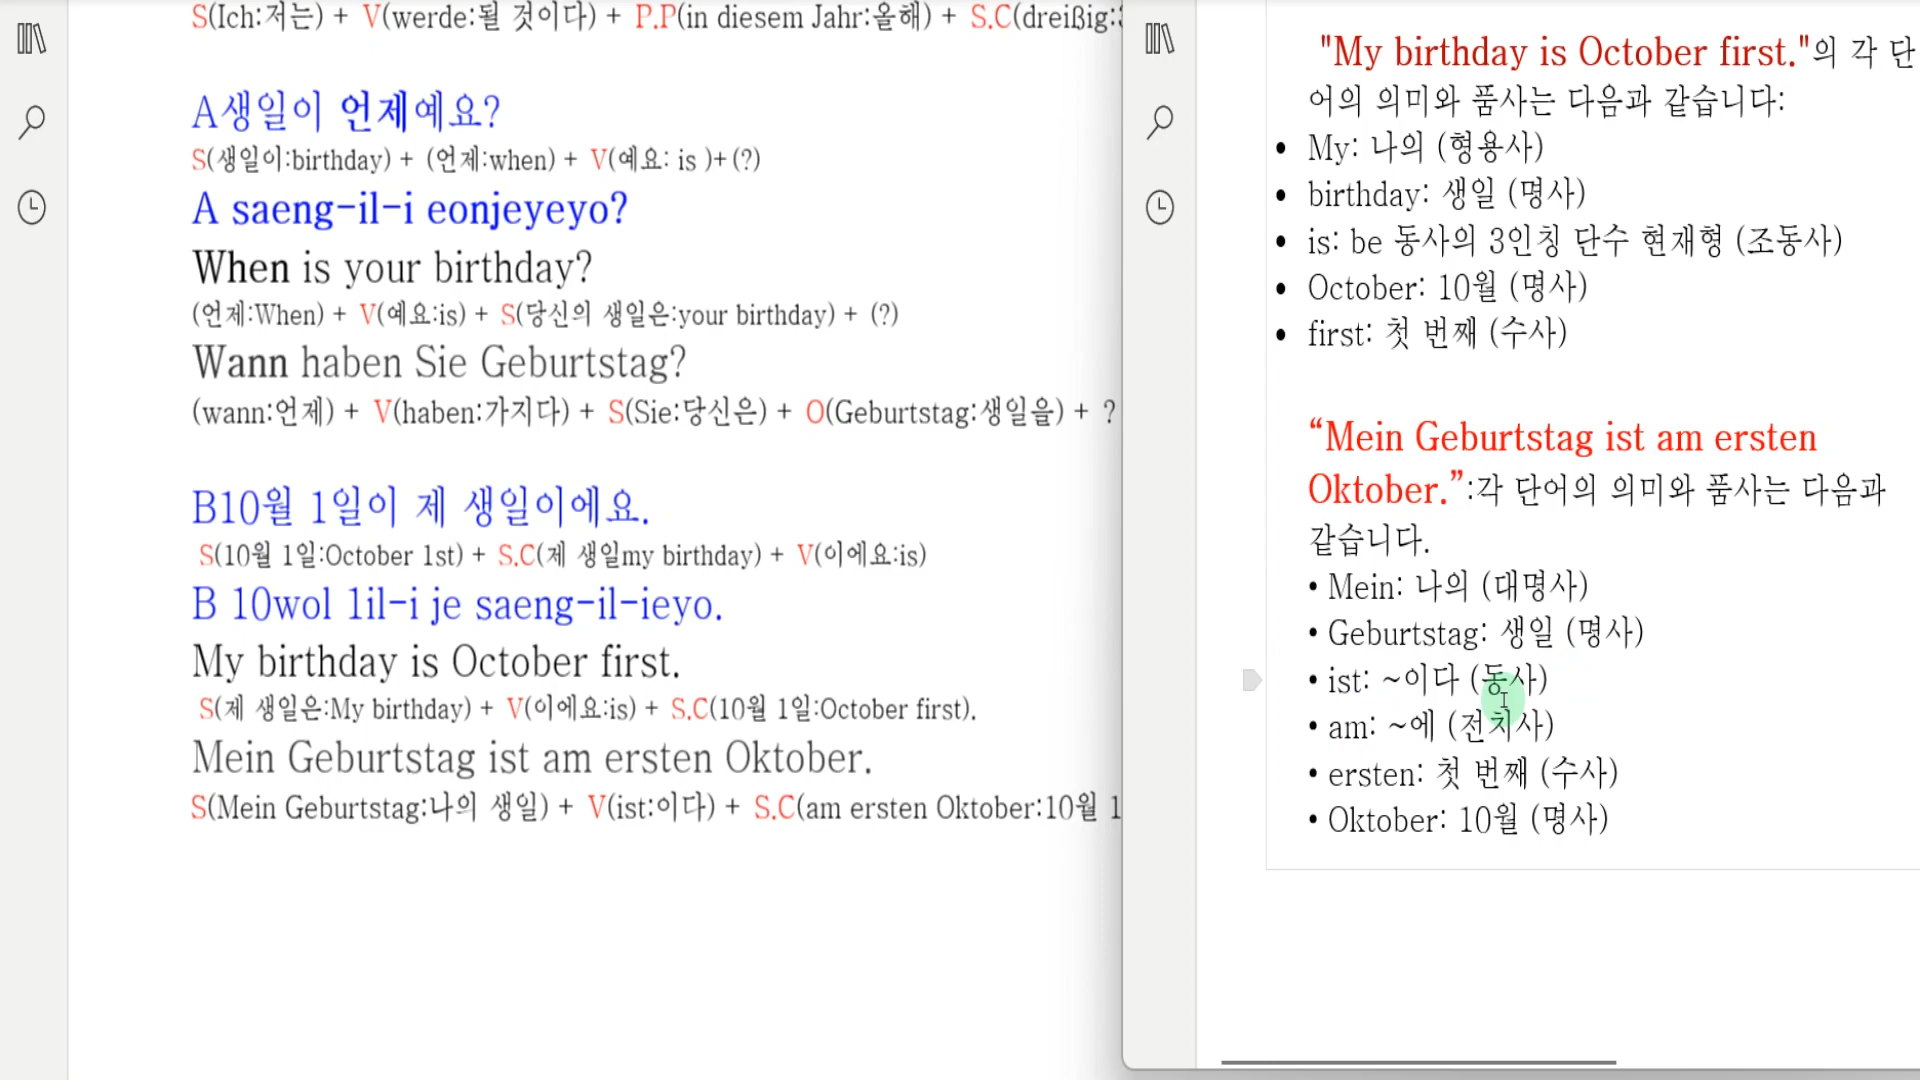 S(Ich:저는) + V(werde:될 것이다) + P.P(in diesem Jahr:올해) + S.C(dreißig:
A생일이 언제예요?
S(생일이:birthday) + (언제:when) + V(예요: is )+(?)
A saeng-il-i eonjeyeyo?
When is your birthday?
(언제:When) + V(예요:is) + S(당신의 생일은:your birthday) + (?)
Wann haben Sie Geburtstag?
(wann:언제) + V(haben:가지다) + S(Sie:당신은) + O(Geburtstag:생일을) + ?
B10월 1일이 제 생일이에요.
S(10월 1일:October 1st) + S.C(제 생일my birthday) + V(이에요:is)
B 10wol 1il-i je saeng-il-ieyo.
My birthday is October first.
S(제 생일은:My birthday) + V(이에요:is) + S.C(10월 1일:October first).
Mein Geburtstag ist am ersten Oktober.
S(Mein Geburtstag:나의 생일) + V(ist:이다) + S.C(am ersten Oktober:10월 1
"My birthday is October first."의 각 단
어의 의미와 품사는 다음과 같습니다:
• My: 나의 (형용사)
• birthday: 생일 (명사)
• is: be 동사의 3인칭 단수 현재형 (조동사)
• October: 10월 (명사)
• first: 첫 번째 (수사)
“Mein Geburtstag ist am ersten
Oktober.”:각 단어의 의미와 품사는 다음과
같습니다.
• Mein: 나의 (대명사)
• Geburtstag: 생일 (명사)
• ist: ~이다 (동사)
• am: ~에 (전치사)
• ersten: 첫 번째 (수사)
• Oktober: 10월 (명사)